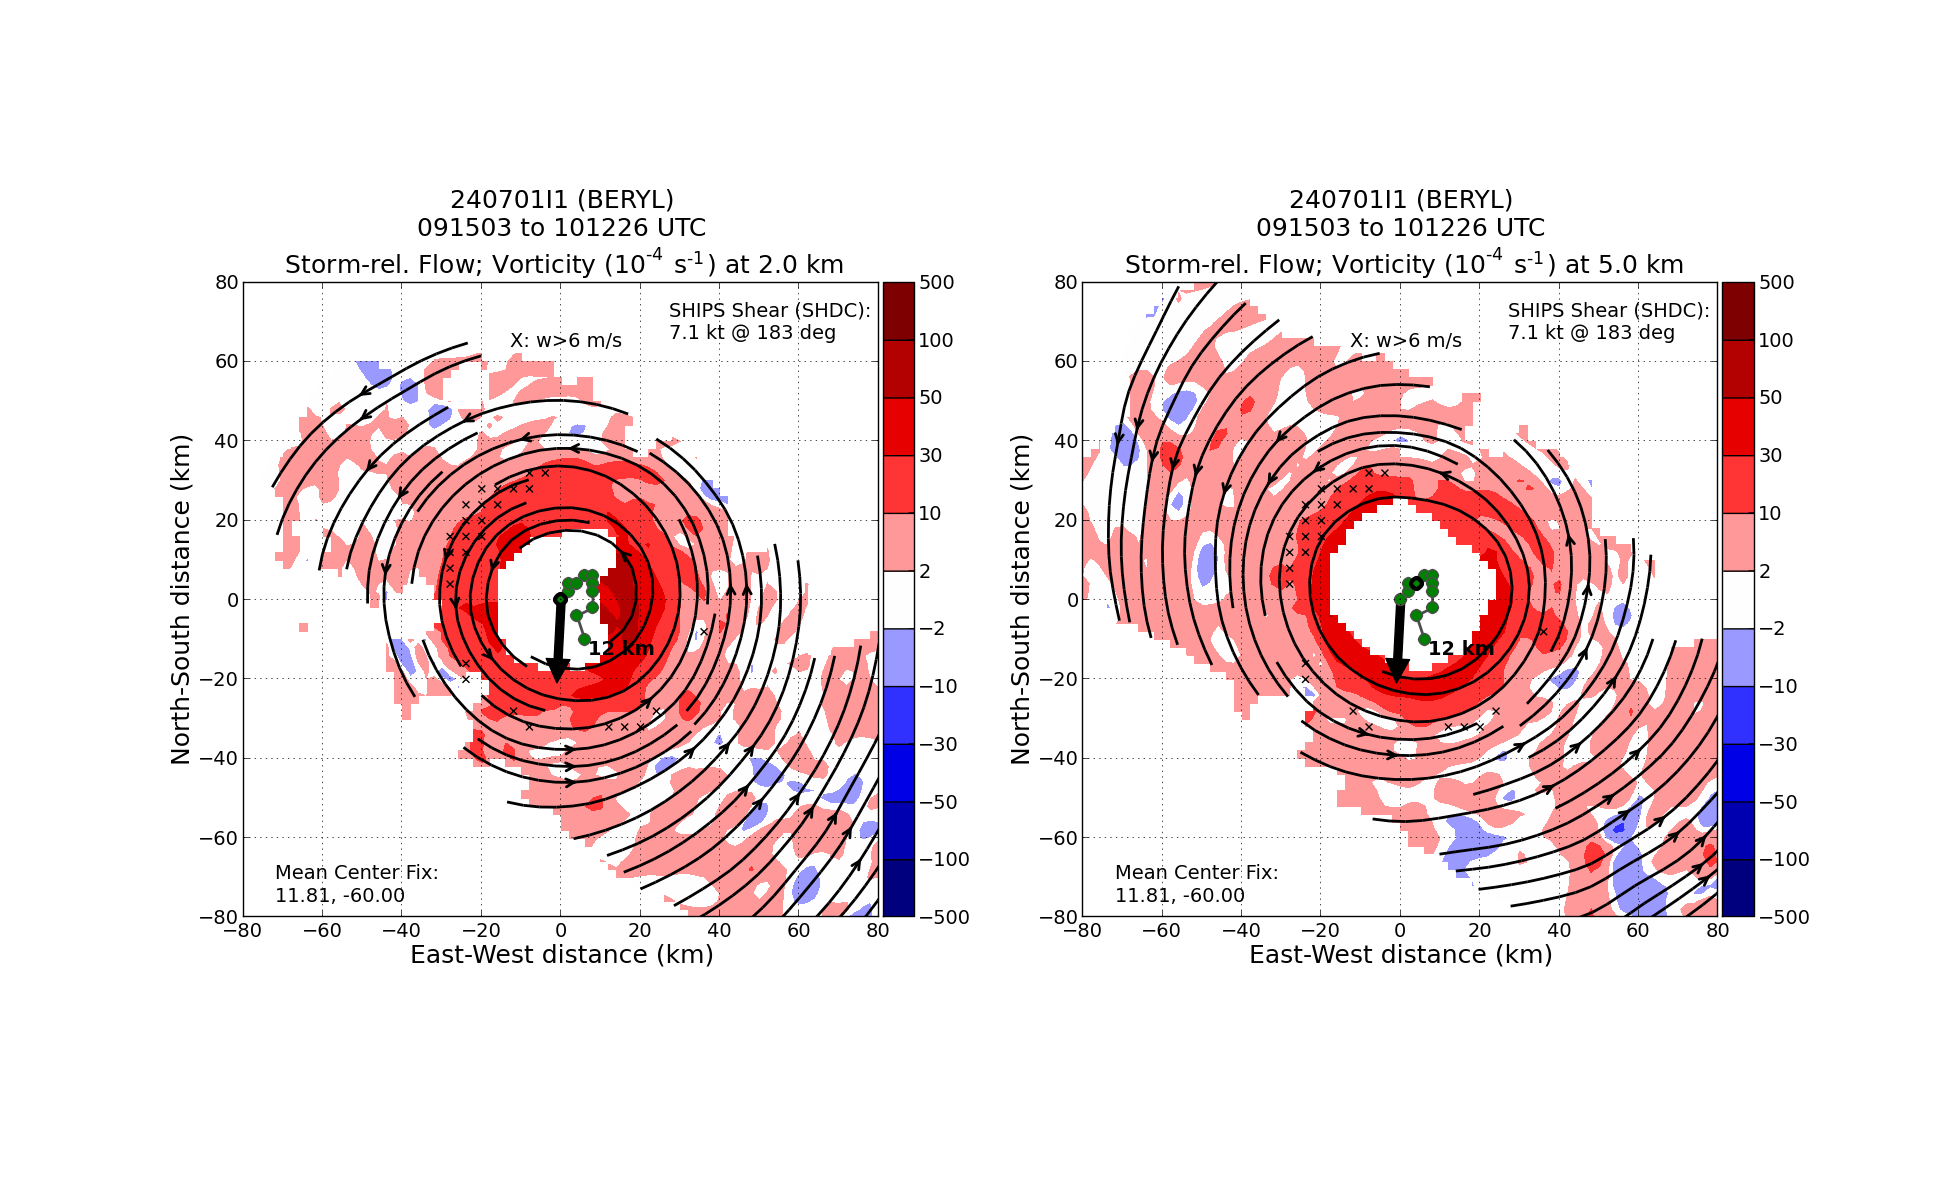 240701I1 (BERYL)
091503 to 101226 UTC
Storm-rel. Flow; Vorticity (10⁻⁴ s⁻¹) at 2.0 km
SHIPS Shear (SHDC):
7.1 kt @ 183 deg
X: w>6 m/s
12 km
Mean Center Fix:
11.81, -60.00
80
60
40
20
0
−20
−40
−60
−80
North-South distance (km)
−80 −60 −40 −20 0 20 40 60 80
East-West distance (km)
500
100
50
30
10
2
−2
−10
−30
−50
−100
−500
240701I1 (BERYL)
091503 to 101226 UTC
Storm-rel. Flow; Vorticity (10⁻⁴ s⁻¹) at 5.0 km
SHIPS Shear (SHDC):
7.1 kt @ 183 deg
X: w>6 m/s
12 km
Mean Center Fix:
11.81, -60.00
80
60
40
20
0
−20
−40
−60
−80
North-South distance (km)
−80 −60 −40 −20 0 20 40 60 80
East-West distance (km)
500
100
50
30
10
2
−2
−10
−30
−50
−100
−500